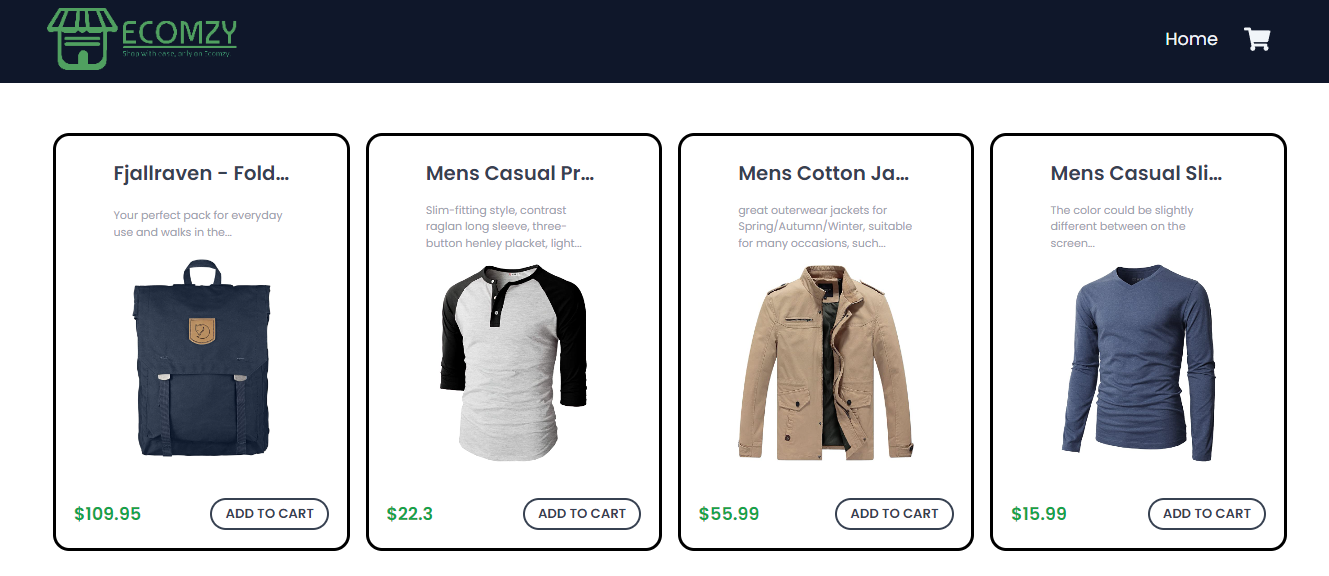 ECOMZY
Shop with ease, only on Ecomzy
Home
Fjallraven - Fold...
Your perfect pack for everyday
use and walks in the...
$109.95
ADD TO CART
Mens Casual Pr...
Slim-fitting style, contrast
raglan long sleeve, three-
button henley placket, light...
$22.3
ADD TO CART
Mens Cotton Ja...
great outerwear jackets for
Spring/Autumn/Winter, suitable
for many occasions, such...
$55.99
ADD TO CART
Mens Casual Sli...
The color could be slightly
different between on the
screen...
$15.99
ADD TO CART